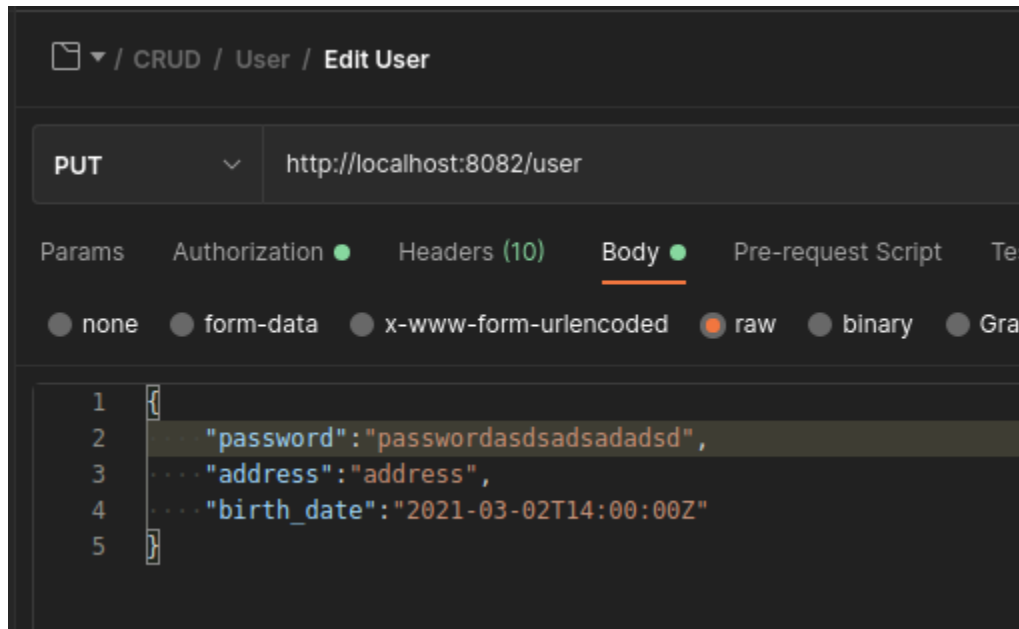 / CRUD / User / Edit User
PUT http://localhost:8082/user
Params Authorization Headers (10) Body Pre-request Script
none form-data x-www-form-urlencoded raw binary
1 {
2 "password":"passwordasdsadsadadsd",
3 "address":"address",
4 "birth_date":"2021-03-02T14:00:00Z"
5 }